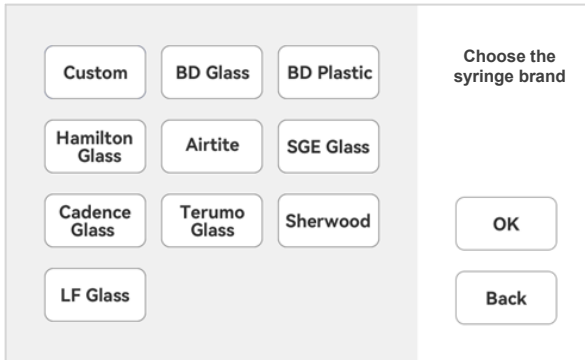 Custom
BD Glass
BD Plastic
Hamilton
Glass
Airtite
SGE Glass
Cadence
Glass
Terumo
Glass
Sherwood
LF Glass
Choose the
syringe brand
OK
Back